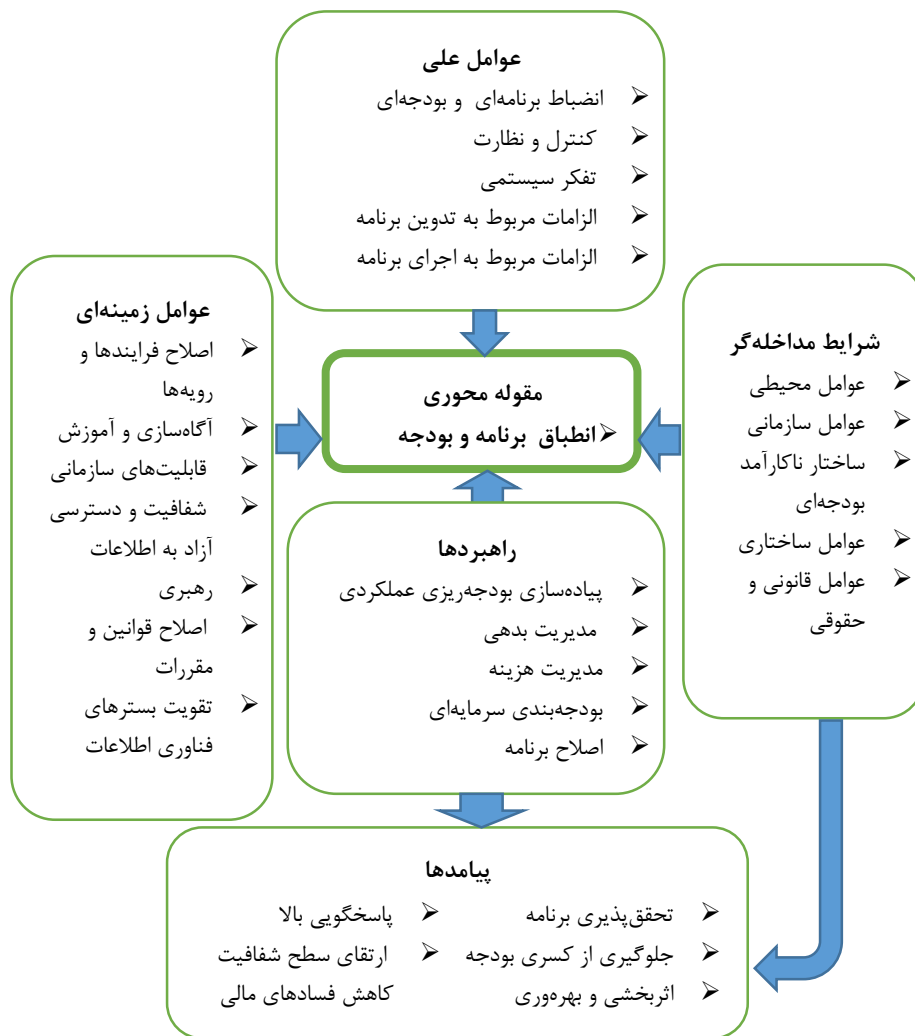 عوامل علی
انضباط برنامه‌ای و بودجه‌ای
کنترل و نظارت
تفکر سیستمی
الزامات مربوط به تدوین برنامه
الزامات مربوط به اجرای برنامه
شرایط مداخله‌گر
عوامل محیطی
عوامل سازمانی
ساختار ناکارآمد
بودجه‌ای
عوامل ساختاری
عوامل قانونی و
حقوقی
مقوله محوری
انطباق برنامه و بودجه
عوامل زمینه‌ای
اصلاح فرایندها و
رویه‌ها
آگاه‌سازی و آموزش
قابلیت‌های سازمانی
شفافیت و دسترسی
آزاد به اطلاعات
رهبری
اصلاح قوانین و
مقررات
تقویت بسترهای
فناوری اطلاعات
راهبردها
پیاده‌سازی بودجه‌ریزی عملکردی
مدیریت بدهی
مدیریت هزینه
بودجه‌بندی سرمایه‌ای
اصلاح برنامه
پیامدها
تحقق‌پذیری برنامه
جلوگیری از کسری بودجه
اثربخشی و بهره‌وری
پاسخگویی بالا
ارتقای سطح شفافیت
کاهش فسادهای مالی